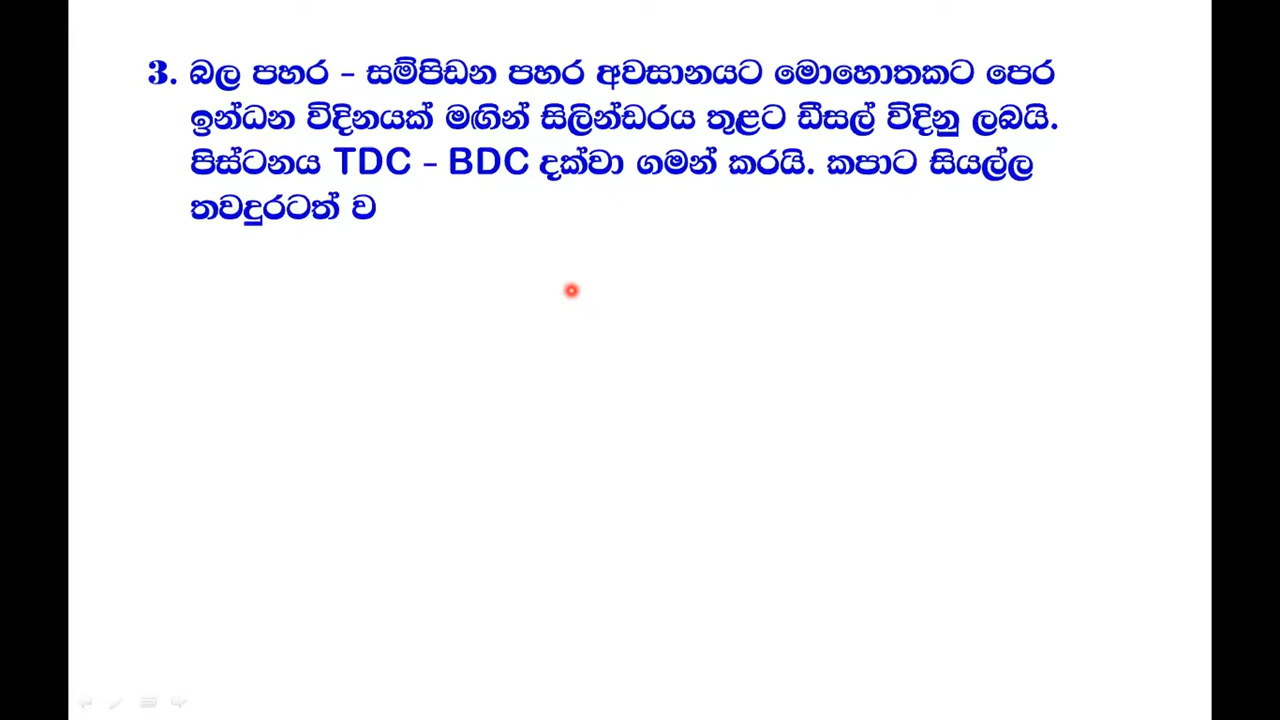 3. බල පහර - සම්පිඩන පහර අවසානයට මොහොතකට පෙර
ඉන්ධන විදිනයක් මඟින් සිලින්ඩරය තුළට ඩීසල් විදිනු ලබයි.
පිස්ටනය TDC - BDC දක්වා ගමන් කරයි. කපාට සියල්ල
තවදුරටත් ව